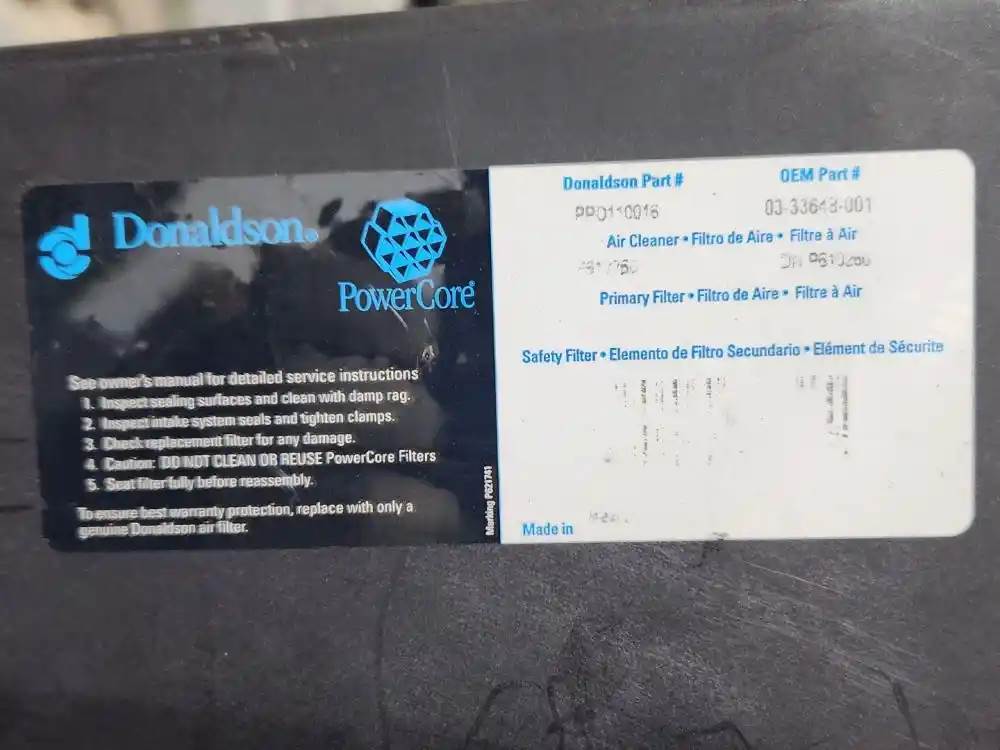 Donaldson®
PowerCore®
See owner's manual for detailed service instructions
1. Inspect sealing surfaces and clean with damp rag.
2. Inspect intake system seals and tighten clamps.
3. Check replacement filter for any damage.
4. Caution: DO NOT CLEAN OR REUSE PowerCore Filters
5. Seat filter fully before reassembly.
To ensure best warranty protection, replace with only a
genuine Donaldson air filter.
Marking P621741
Donaldson Part # OEM Part #
03-33648-001
Air Cleaner • Filtro de Aire • Filtre à Air
Primary Filter • Filtro de Aire • Filtre à Air
Safety Filter • Elemento de Filtro Secundario • Elément de Sécurite
Made in